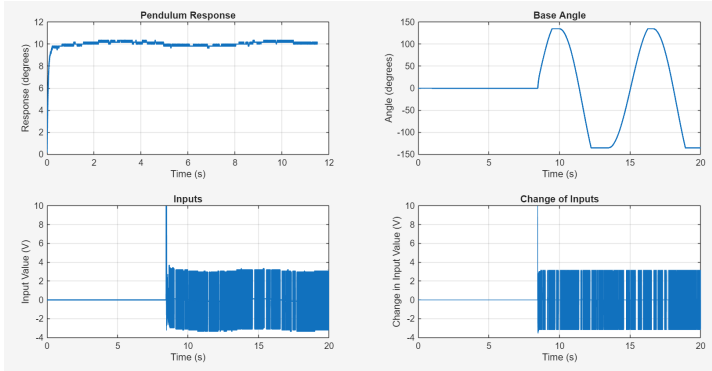 Pendulum Response
Response (degrees)
12
10
8
6
4
2
0
0 2 4 6 8 10 12
Time (s)
Base Angle
Angle (degrees)
150
100
50
0
-50
-100
-150
0 5 10 15 20
Time (s)
Inputs
Input Value (V)
10
8
6
4
2
0
-2
-4
0 5 10 15 20
Time (s)
Change of Inputs
Change in Input Value (V)
10
8
6
4
2
0
-2
-4
0 5 10 15 20
Time (s)